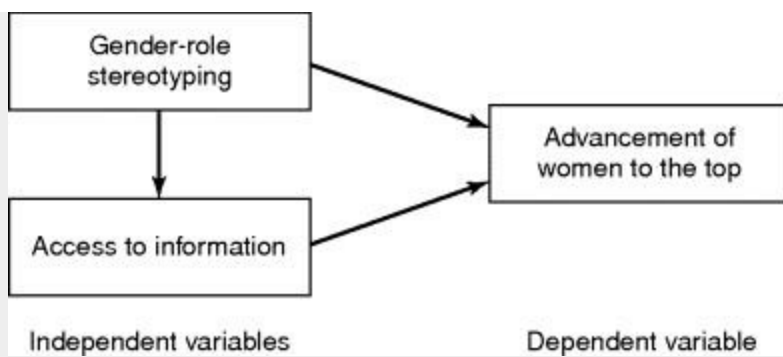 Gender-role
stereotyping
Advancement of
women to the top
Access to information
Independent variables
Dependent variable